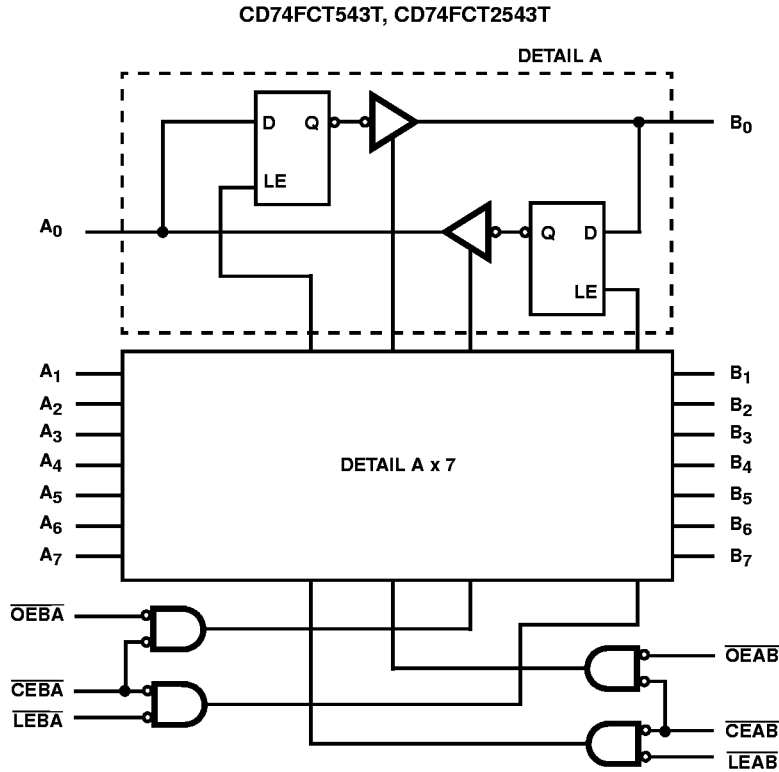 CD74FCT543T, CD74FCT2543T
DETAIL A
D Q
LE
B0
A0
Q D
LE
A1 B1
A2 B2
A3 B3
A4 B4
DETAIL A x 7
A5 B5
A6 B6
A7 B7
OEBA
OEAB
CEBA
LEBA
CEAB
LEAB